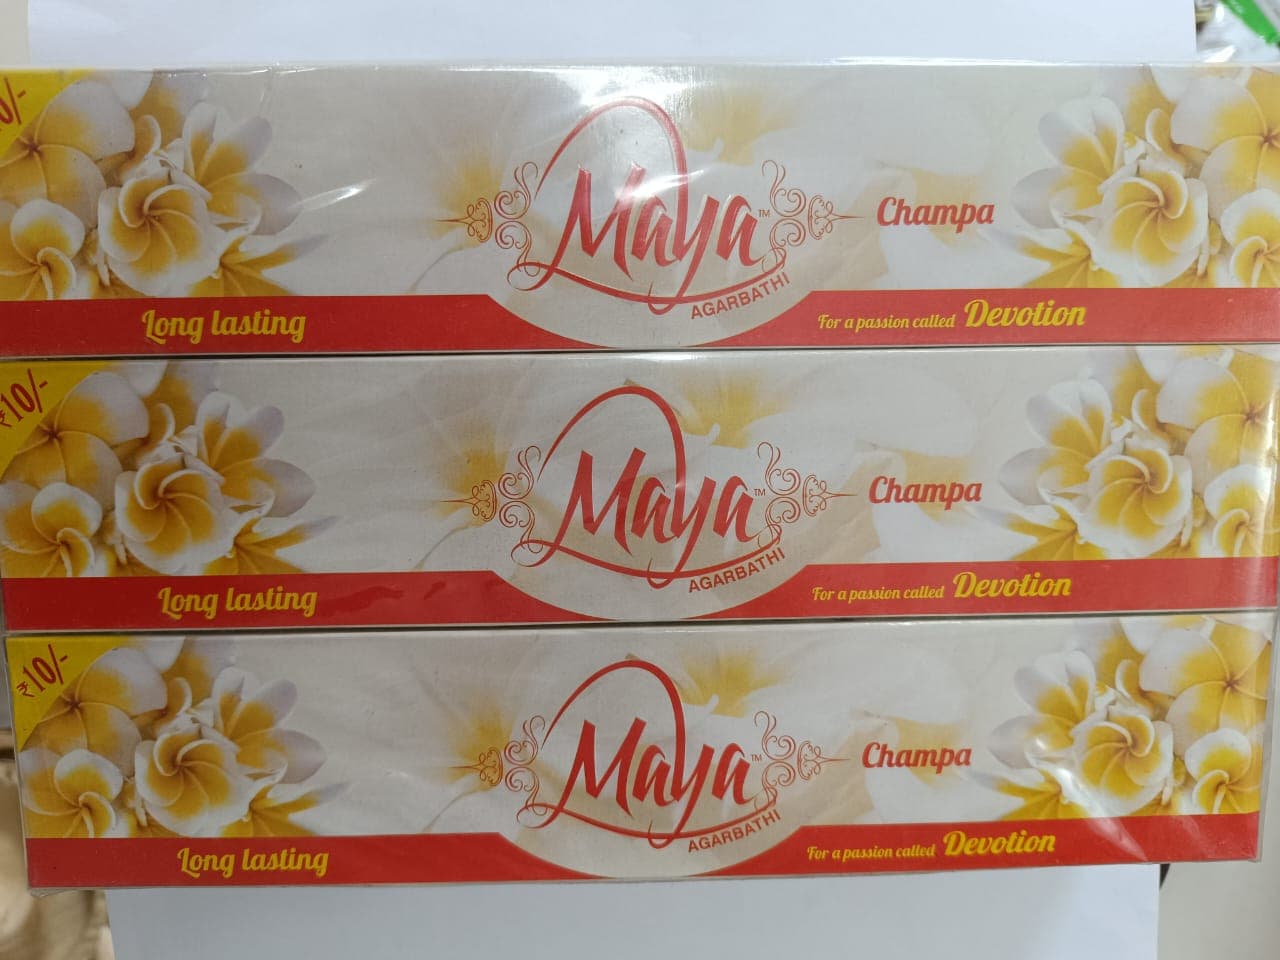 0/-
Maya™
AGARBATHI
Champa
Long lasting
For a passion called Devotion
₹10/-
Maya™
AGARBATHI
Champa
Long lasting
For a passion called Devotion
₹10/-
Maya™
AGARBATHI
Champa
Long lasting
For a passion called Devotion